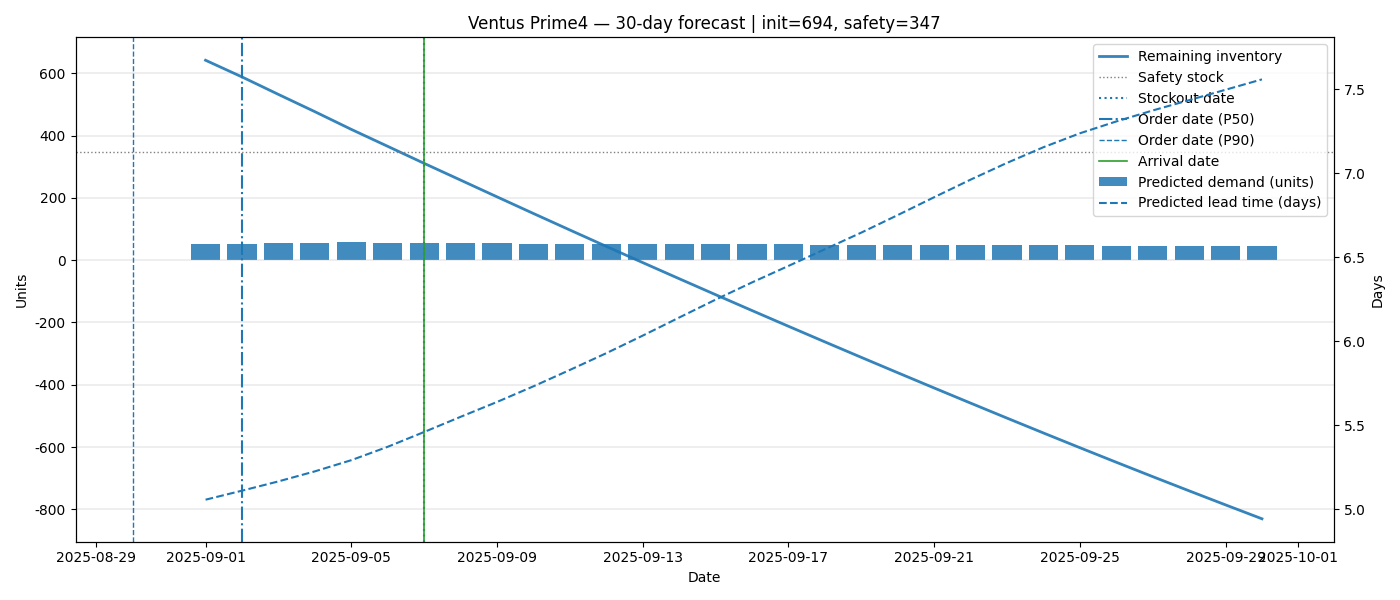 Ventus Prime4 — 30-day forecast | init=694, safety=347
Remaining inventory
Safety stock
Stockout date
Order date (P50)
Order date (P90)
Arrival date
Predicted demand (units)
Predicted lead time (days)
600
400
200
0
-200
-400
-600
-800
Units
7.5
7.0
6.5
6.0
5.5
5.0
Days
2025-08-29
2025-09-01
2025-09-05
2025-09-09
2025-09-13
2025-09-17
2025-09-21
2025-09-25
2025-09-29
2025-10-01
Date